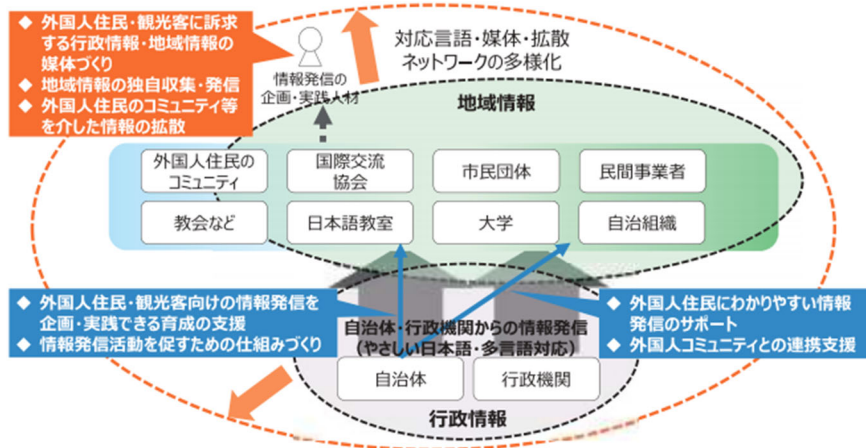 ◆ 外国人住民・観光客に訴求
する行政情報・地域情報の
媒体づくり
◆ 地域情報の独自収集・発信
◆ 外国人住民のコミュニティ等
を介した情報の拡散
情報発信の
企画・実践人材
対応言語・媒体・拡散
ネットワークの多様化
地域情報
外国人住民の
コミュニティ
国際交流
協会
市民団体
民間事業者
教会など
日本語教室
大学
自治組織
◆ 外国人住民・観光客向けの情報発信を
企画・実践できる育成の支援
◆ 情報発信活動を促すための仕組みづくり
自治体・行政機関からの情報発信
（やさしい日本語・多言語対応）
◆ 外国人住民にわかりやすい情報
発信のサポート
◆ 外国人コミュニティとの連携支援
自治体
行政機関
行政情報